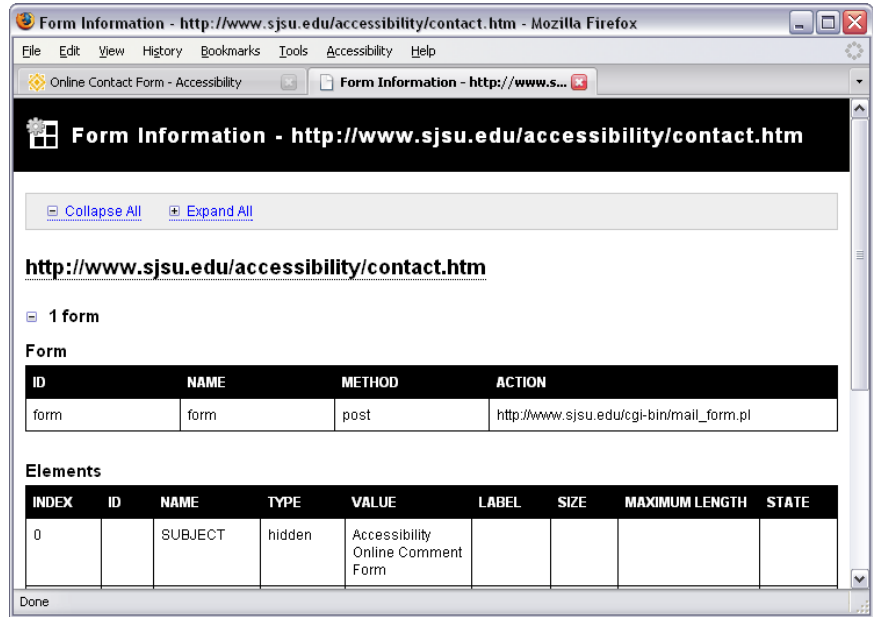 Form Information - http://www.sjsu.edu/accessibility/contact.htm - Mozilla Firefox
File Edit View History Bookmarks Tools Accessibility Help
Online Contact Form - Accessibility Form Information - http://www.s...
Form Information - http://www.sjsu.edu/accessibility/contact.htm
Collapse All Expand All
http://www.sjsu.edu/accessibility/contact.htm
1 form
Form
ID NAME METHOD ACTION
form form post http://www.sjsu.edu/cgi-bin/mail_form.pl
Elements
INDEX ID NAME TYPE VALUE LABEL SIZE MAXIMUM LENGTH STATE
0 SUBJECT hidden Accessibility
Online Comment
Form
Done